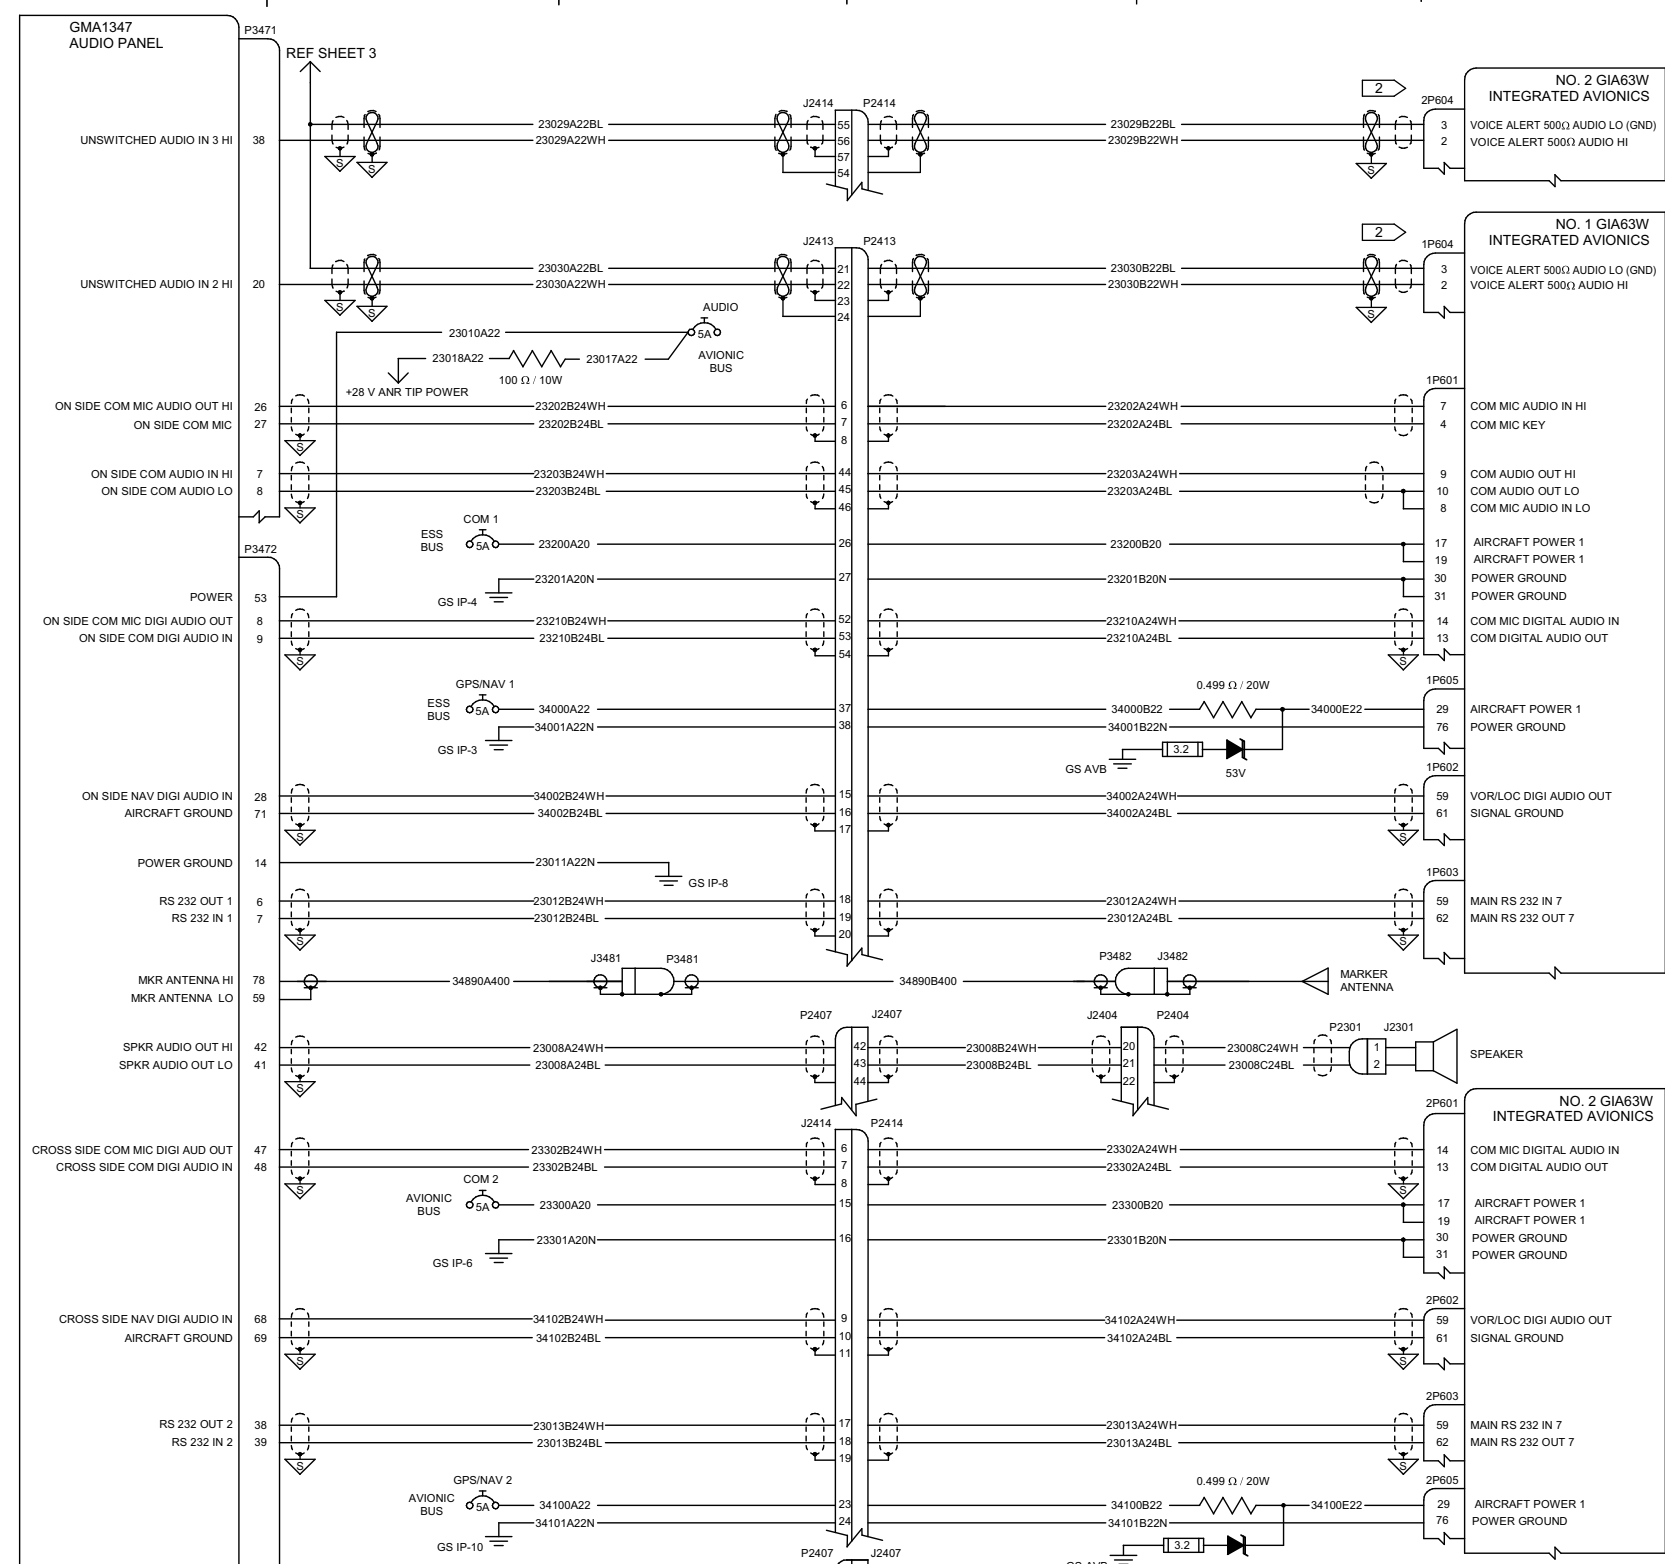 GMA1347
AUDIO PANEL
P3471
REF SHEET 3
NO. 2 GIA63W
INTEGRATED AVIONICS
2
2P604
J2414 P2414
23029A22BL 55 23029B22BL 3 VOICE ALERT 500Ω AUDIO LO (GND)
UNSWITCHED AUDIO IN 3 HI 38 23029A22WH 56 23029B22WH 2 VOICE ALERT 500Ω AUDIO HI
57
S S 54 S
NO. 1 GIA63W
INTEGRATED AVIONICS
2
1P604
J2413 P2413
23030A22BL 21 23030B22BL 3 VOICE ALERT 500Ω AUDIO LO (GND)
UNSWITCHED AUDIO IN 2 HI 20 23030A22WH 22 23030B22WH 2 VOICE ALERT 500Ω AUDIO HI
23
S S AUDIO 24 S
23010A22 5A
23018A22 23017A22 AVIONIC
BUS
100 Ω / 10W
+28 V ANR TIP POWER
1P601
ON SIDE COM MIC AUDIO OUT HI 26 23202B24WH 6 23202A24WH 7 COM MIC AUDIO IN HI
ON SIDE COM MIC 27 23202B24BL 7 23202A24BL 4 COM MIC KEY
S 8
ON SIDE COM AUDIO IN HI 7 23203B24WH 44 23203A24WH 9 COM AUDIO OUT HI
ON SIDE COM AUDIO LO 8 23203B24BL 45 23203A24BL 10 COM AUDIO OUT LO
S 46 8 COM MIC AUDIO IN LO
COM 1
ESS
BUS 5A 23200A20 26 23200B20 17 AIRCRAFT POWER 1
P3472 19 AIRCRAFT POWER 1
23201A20N 27 23201B20N 30 POWER GROUND
POWER 53 GS IP-4 31 POWER GROUND
ON SIDE COM MIC DIGI AUDIO OUT 8 23210B24WH 52 23210A24WH 14 COM MIC DIGITAL AUDIO IN
ON SIDE COM DIGI AUDIO IN 9 23210B24BL 53 23210A24BL 13 COM DIGITAL AUDIO OUT
S 54 S
1P605
GPS/NAV 1 0.499 Ω / 20W
ESS
BUS 5A 34000A22 37 34000B22 34000E22 29 AIRCRAFT POWER 1
34001A22N 38 34001B22N 76 POWER GROUND
GS IP-3 3.2
GS AVB 53V
1P602
ON SIDE NAV DIGI AUDIO IN 28 34002B24WH 15 34002A24WH 59 VOR/LOC DIGI AUDIO OUT
AIRCRAFT GROUND 71 34002B24BL 16 34002A24BL 61 SIGNAL GROUND
S 17 S
POWER GROUND 14 23011A22N
GS IP-8
1P603
RS 232 OUT 1 6 23012B24WH 18 23012A24WH 59 MAIN RS 232 IN 7
RS 232 IN 1 7 23012B24BL 19 23012A24BL 62 MAIN RS 232 OUT 7
S 20 S
J3481 P3481 P3482 J3482
MKR ANTENNA HI 78 34890A400 34890B400 MARKER
ANTENNA
MKR ANTENNA LO 59
P2407 J2407 J2404 P2404 P2301 J2301
SPKR AUDIO OUT HI 42 23008A24WH 42 23008B24WH 20 23008C24WH 1 SPEAKER
SPKR AUDIO OUT LO 41 23008A24BL 43 23008B24BL 21 23008C24BL 2
S 44 22
NO. 2 GIA63W
INTEGRATED AVIONICS
2P601
J2414 P2414
CROSS SIDE COM MIC DIGI AUD OUT 47 23302B24WH 6 23302A24WH 14 COM MIC DIGITAL AUDIO IN
CROSS SIDE COM DIGI AUDIO IN 48 23302B24BL 7 23302A24BL 13 COM DIGITAL AUDIO OUT
S COM 2 8 S
AVIONIC
BUS 5A 23300A20 15 23300B20 17 AIRCRAFT POWER 1
19 AIRCRAFT POWER 1
23301A20N 16 23301B20N 30 POWER GROUND
GS IP-6 31 POWER GROUND
2P602
CROSS SIDE NAV DIGI AUDIO IN 68 34102B24WH 9 34102A24WH 59 VOR/LOC DIGI AUDIO OUT
AIRCRAFT GROUND 69 34102B24BL 10 34102A24BL 61 SIGNAL GROUND
S 11 S
2P603
RS 232 OUT 2 38 23013B24WH 17 23013A24WH 59 MAIN RS 232 IN 7
RS 232 IN 2 39 23013B24BL 18 23013A24BL 62 MAIN RS 232 OUT 7
S 19 S
GPS/NAV 2 0.499 Ω / 20W 2P605
AVIONIC
BUS 5A 34100A22 23 34100B22 34100E22 29 AIRCRAFT POWER 1
34101A22N 24 34101B22N 76 POWER GROUND
GS IP-10 3.2
P2407 J2407